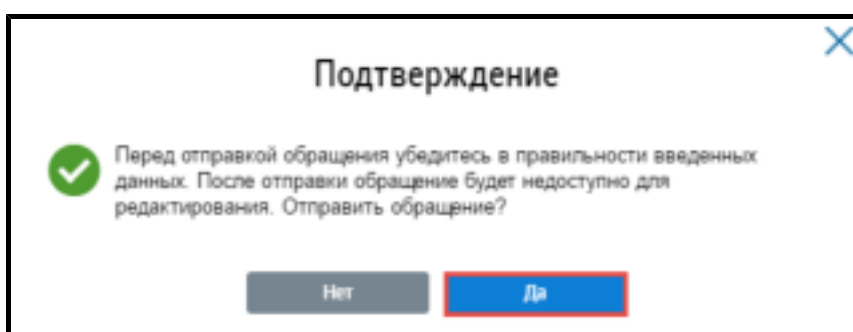 Подтверждение
Перед отправкой обращения убедитесь в правильности введенных
данных. После отправки обращение будет недоступно для
редактирования. Отправить обращение?
Нет Да